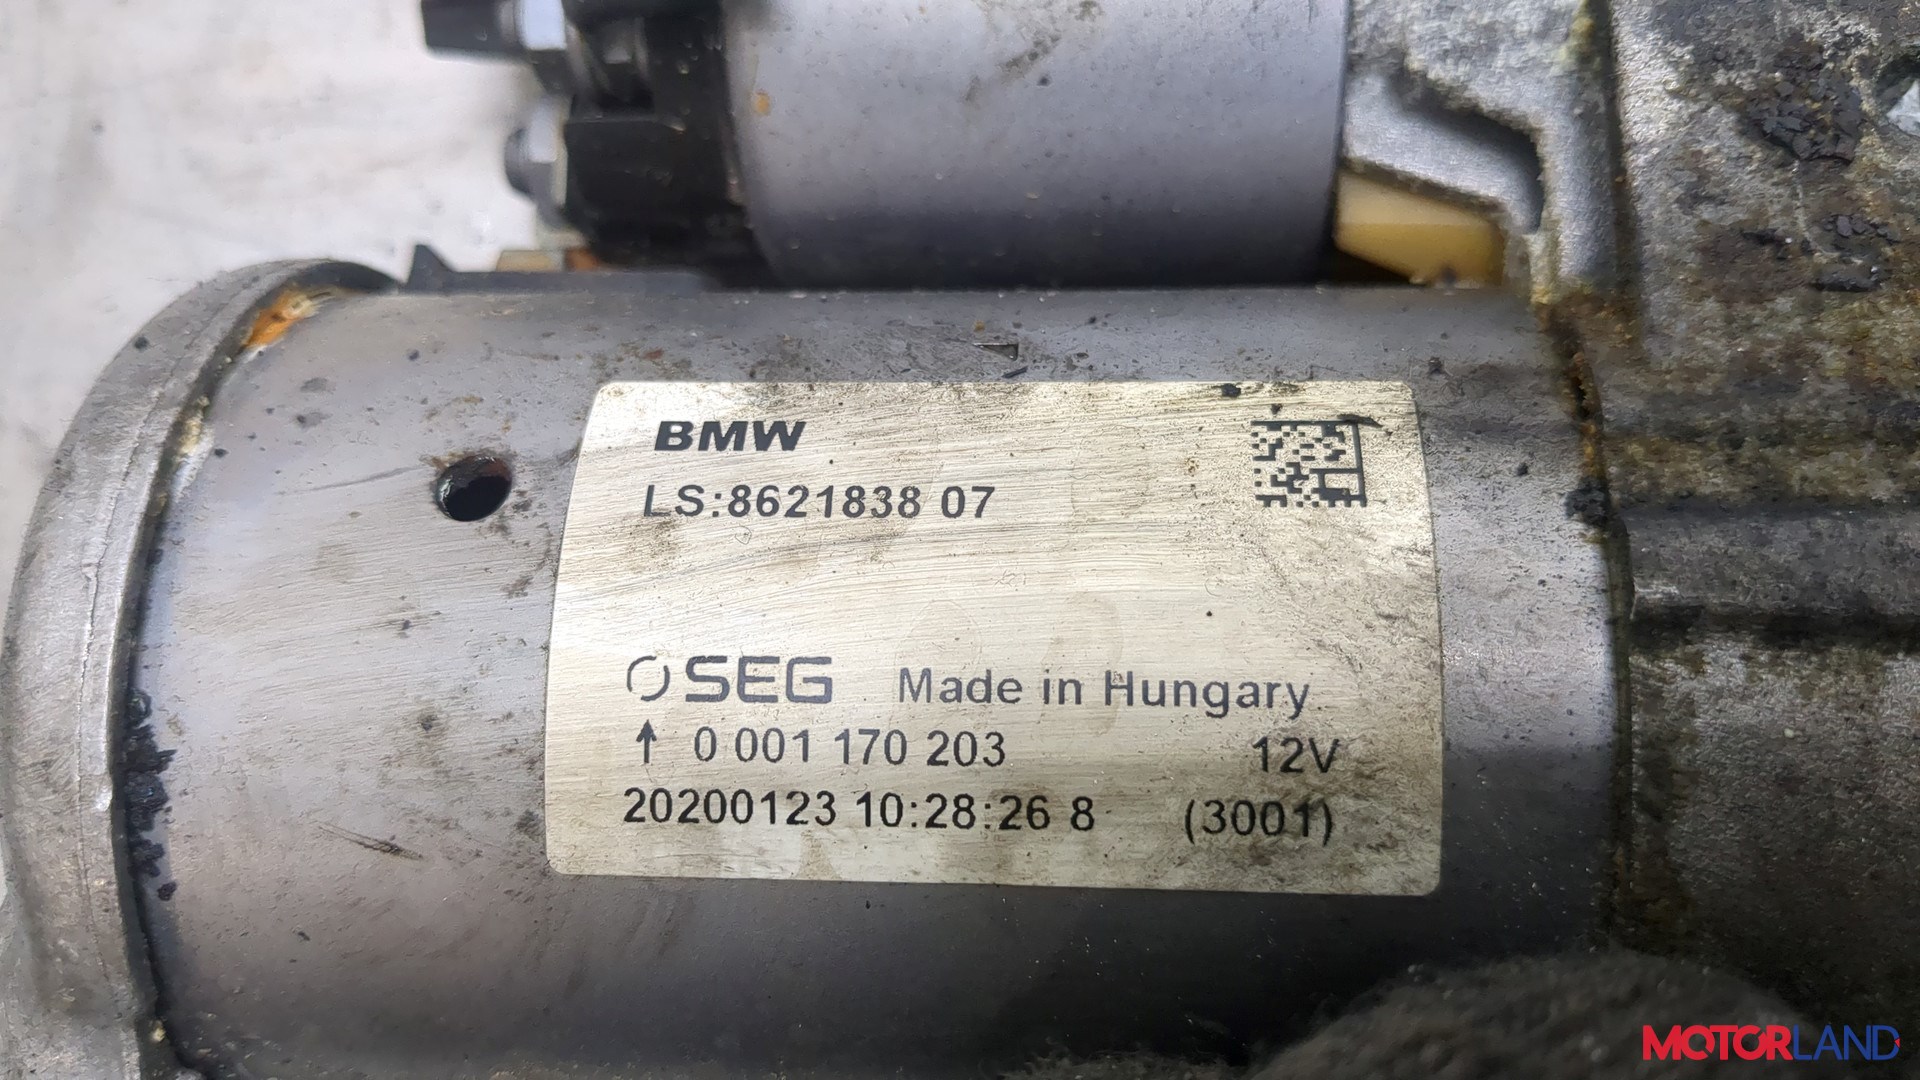 BMW
LS:8621838 07
SEG Made in Hungary
↑ 0 001 170 203 12V
20200123 10:28:26 8 (3001)
MOTORLAND